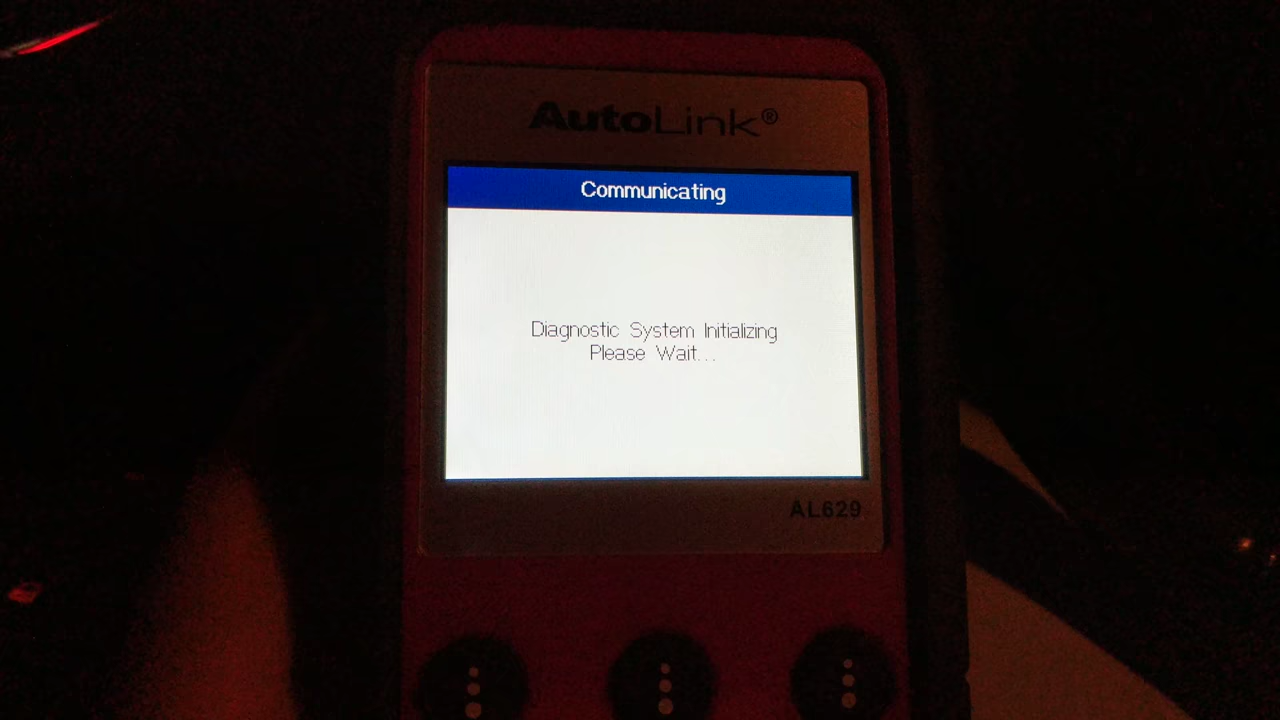 AutoLink®
Communicating
Diagnostic System Initializing
Please Wait...
AL629